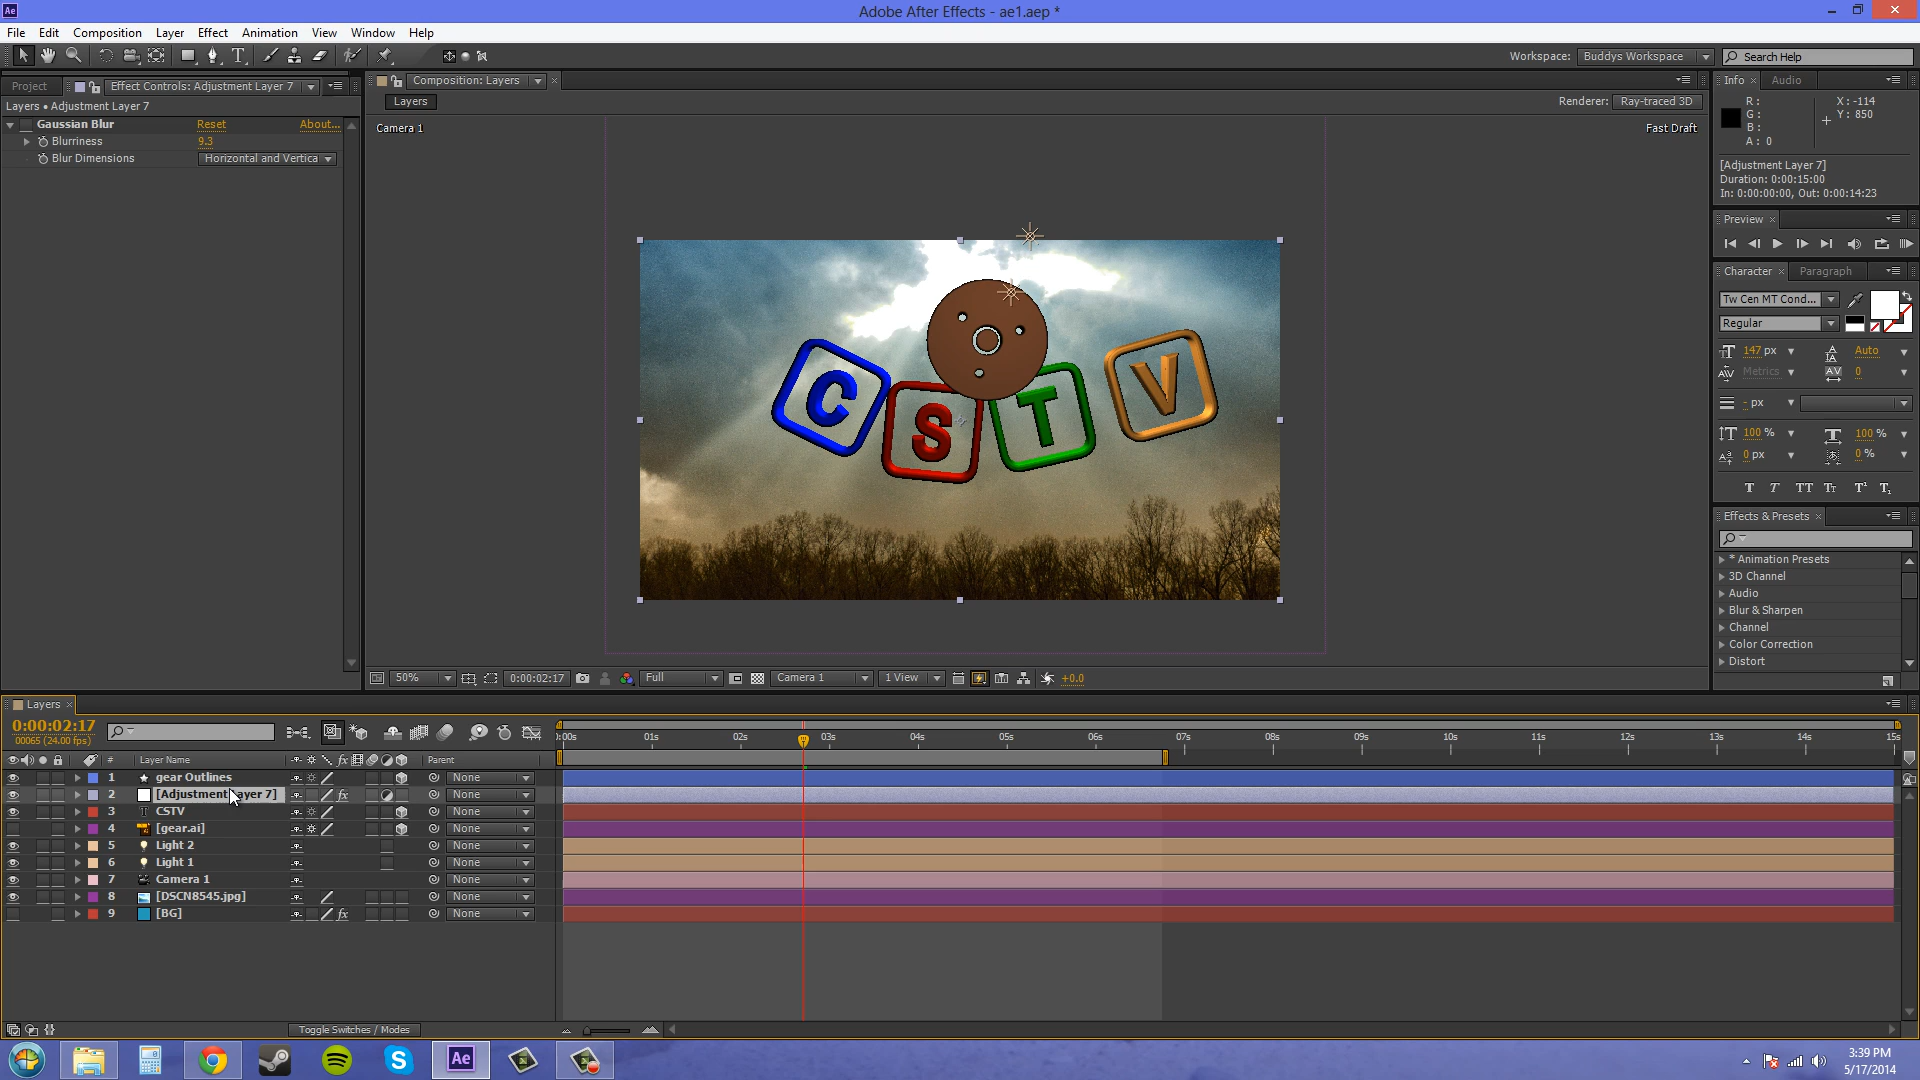 Adobe After Effects - ae1.aep *
File Edit Composition Layer Effect Animation View Window Help
Workspace: Buddys Workspace Search Help
Project Effect Controls: Adjustment Layer 7
Layers • Adjustment Layer 7
Gaussian Blur Reset About...
Blurriness 9.3
Blur Dimensions Horizontal and Vertica
Composition: Layers
Layers
Renderer: Ray-traced 3D
Camera 1 Fast Draft
C S T V
50% 0:00:02:17 Full Camera 1 1 View +0.0
Info Audio
R: X: -114
G: Y: 850
B:
A: 0
[Adjustment Layer 7]
Duration: 0:00:15:00
In: 0:00:00:00, Out: 0:00:14:23
Preview
Character Paragraph
Tw Cen MT Cond...
Regular
147 px Auto
Metrics 0
- px
100 % 100 %
0 px 0 %
T T TT Tt T¹ T₁
Effects & Presets
* Animation Presets
3D Channel
Audio
Blur & Sharpen
Channel
Color Correction
Distort
Layers
0:00:02:17
00065 (24.00 fps)
:00s 01s 02s 03s 04s 05s 06s 07s 08s 09s 10s 11s 12s 13s 14s 15s
# Layer Name fx Parent
1 gear Outlines None
2 [Adjustment Layer 7] fx None
3 T CSTV None
4 [gear.ai] None
5 Light 2 None
6 Light 1 None
7 Camera 1 None
8 [DSCN8545.jpg] None
9 [BG] fx None
Toggle Switches / Modes
Ae
3:39 PM
5/17/2014